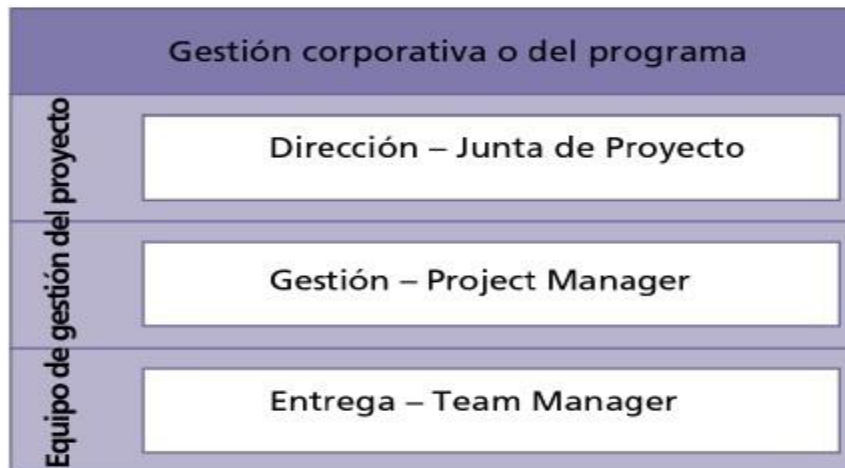 Gestión corporativa o del programa
Equipo de gestión del proyecto
Dirección – Junta de Proyecto
Gestión – Project Manager
Entrega – Team Manager